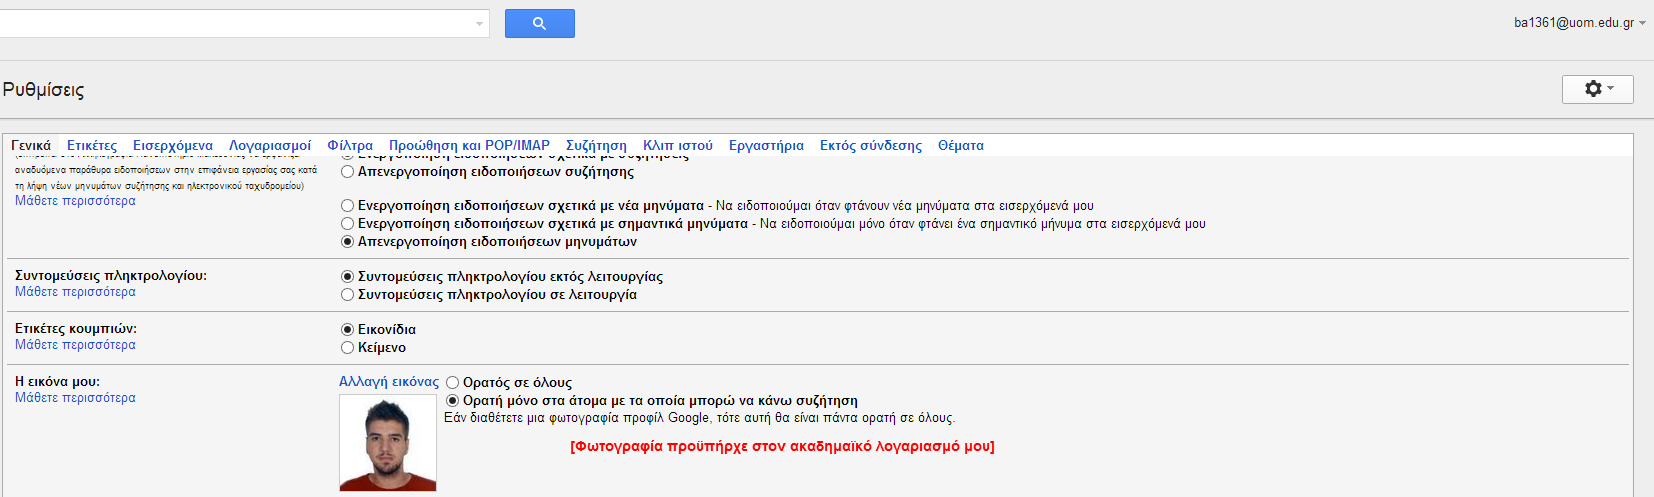 ba1361@uom.edu.gr
Ρυθμίσεις
Γενικά Ετικέτες Εισερχόμενα Λογαριασμοί Φίλτρα Προώθηση και POP/IMAP Συζήτηση Κλιπ ιστού Εργαστήρια Εκτός σύνδεσης Θέματα
Ενεργοποίηση ειδοποιήσεων σχετικά με συζητήσεις
αναδυόμενα παράθυρα ειδοποιήσεων στην επιφάνεια εργασίας σας κατά
τη λήψη νέων μηνυμάτων συζήτησης και ηλεκτρονικού ταχυδρομείου)
Μάθετε περισσότερα
Απενεργοποίηση ειδοποιήσεων συζήτησης
Ενεργοποίηση ειδοποιήσεων σχετικά με νέα μηνύματα - Να ειδοποιούμαι όταν φτάνουν νέα μηνύματα στα εισερχόμενά μου
Ενεργοποίηση ειδοποιήσεων σχετικά με σημαντικά μηνύματα - Να ειδοποιούμαι μόνο όταν φτάνει ένα σημαντικό μήνυμα στα εισερχόμενά μου
Απενεργοποίηση ειδοποιήσεων μηνυμάτων
Συντομεύσεις πληκτρολογίου:
Μάθετε περισσότερα
Συντομεύσεις πληκτρολογίου εκτός λειτουργίας
Συντομεύσεις πληκτρολογίου σε λειτουργία
Ετικέτες κουμπιών:
Μάθετε περισσότερα
Εικονίδια
Κείμενο
Η εικόνα μου:
Μάθετε περισσότερα
Αλλαγή εικόνας
Ορατός σε όλους
Ορατή μόνο στα άτομα με τα οποία μπορώ να κάνω συζήτηση
Εάν διαθέτετε μια φωτογραφία προφίλ Google, τότε αυτή θα είναι πάντα ορατή σε όλους.
[Φωτογραφία προϋπήρχε στον ακαδημαϊκό λογαριασμό μου]